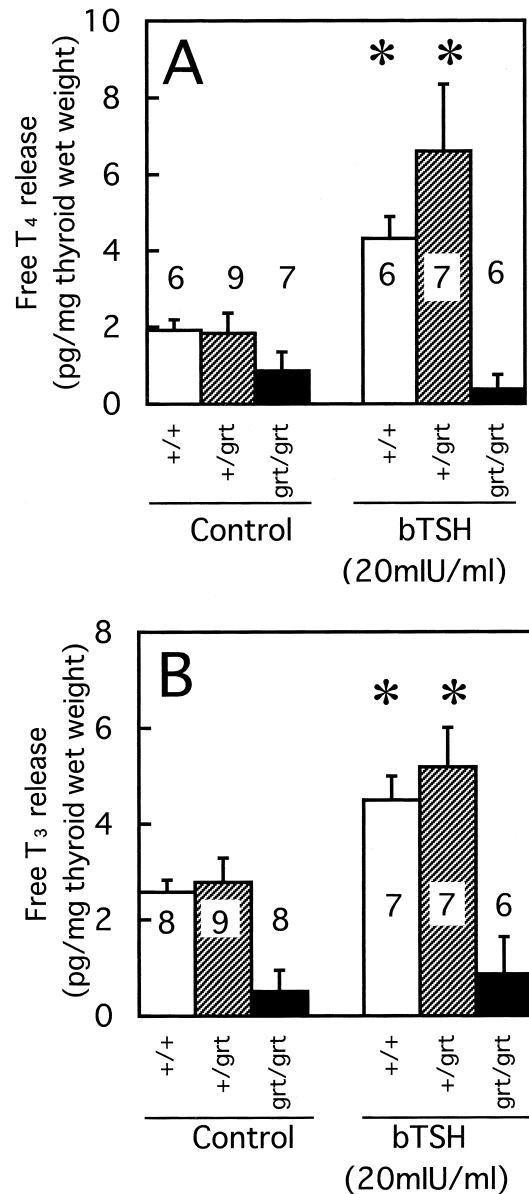 10
8
6
4
2
0
Free T4 release
(pg/mg thyroid wet weight)
A
* *
6 9 7 6 7 6
+/+ +/grt grt/grt +/+ +/grt grt/grt
Control bTSH
(20mIU/ml)
8
6
4
2
0
Free T3 release
(pg/mg thyroid wet weight)
B
* *
8 9 8 7 7 6
+/+ +/grt grt/grt +/+ +/grt grt/grt
Control bTSH
(20mIU/ml)